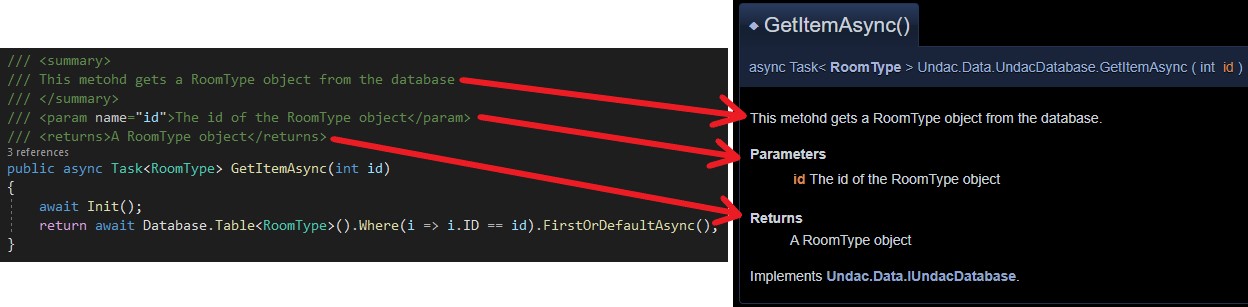 /// <summary>
/// This metohd gets a RoomType object from the database
/// </summary>
/// <param name="id">The id of the RoomType object</param>
/// <returns>A RoomType object</returns>
3 references
public async Task<RoomType> GetItemAsync(int id)
{
await Init();
return await Database.Table<RoomType>().Where(i => i.ID == id).FirstOrDefaultAsync();
}
◆ GetItemAsync()
async Task< RoomType > Undac.Data.UndacDatabase.GetItemAsync ( int id )
This metohd gets a RoomType object from the database.
Parameters
id The id of the RoomType object
Returns
A RoomType object
Implements Undac.Data.IUndacDatabase.